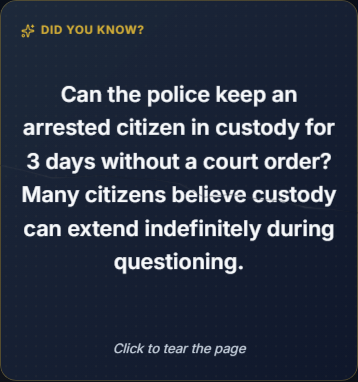 DID YOU KNOW?
Can the police keep an
arrested citizen in custody for
3 days without a court order?
Many citizens believe custody
can extend indefinitely during
questioning.
Click to tear the page